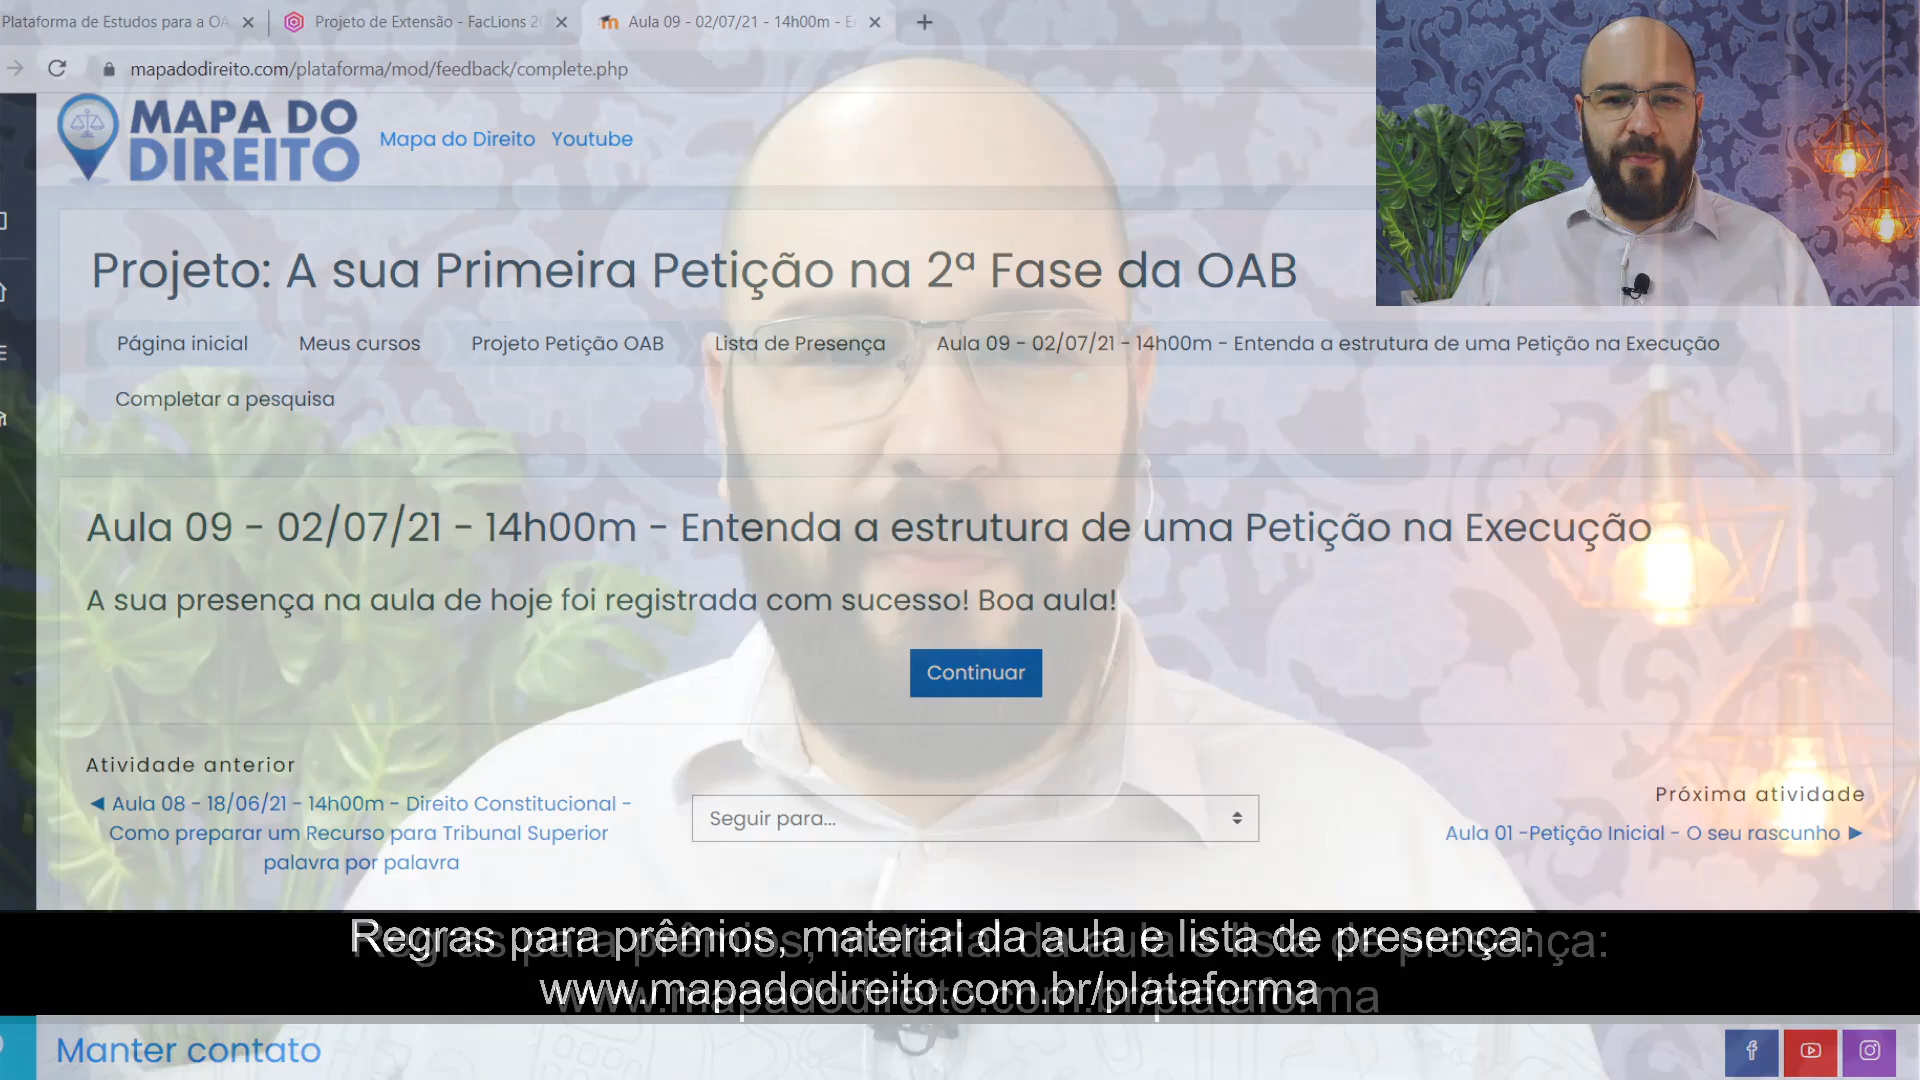 Plataforma de Estudos para a OA
Projeto de Extensão - FacLions 20
Aula 09 - 02/07/21 - 14h00m - En
mapadodireito.com/plataforma/mod/feedback/complete.php
MAPA DO
DIREITO
Mapa do Direito Youtube
Projeto: A sua Primeira Petição na 2ª Fase da OAB
Página inicial Meus cursos Projeto Petição OAB Lista de Presença Aula 09 - 02/07/21 - 14h00m - Entenda a estrutura de uma Petição na Execução
Completar a pesquisa
Aula 09 - 02/07/21 - 14h00m - Entenda a estrutura de uma Petição na Execução
A sua presença na aula de hoje foi registrada com sucesso! Boa aula!
Continuar
Atividade anterior
◄ Aula 08 - 18/06/21 - 14h00m - Direito Constitucional -
Como preparar um Recurso para Tribunal Superior
palavra por palavra
Seguir para...
Próxima atividade
Aula 01 -Petição Inicial - O seu rascunho ►
Regras para prêmios, material da aula e lista de presença:
www.mapadodireito.com.br/plataforma
Manter contato